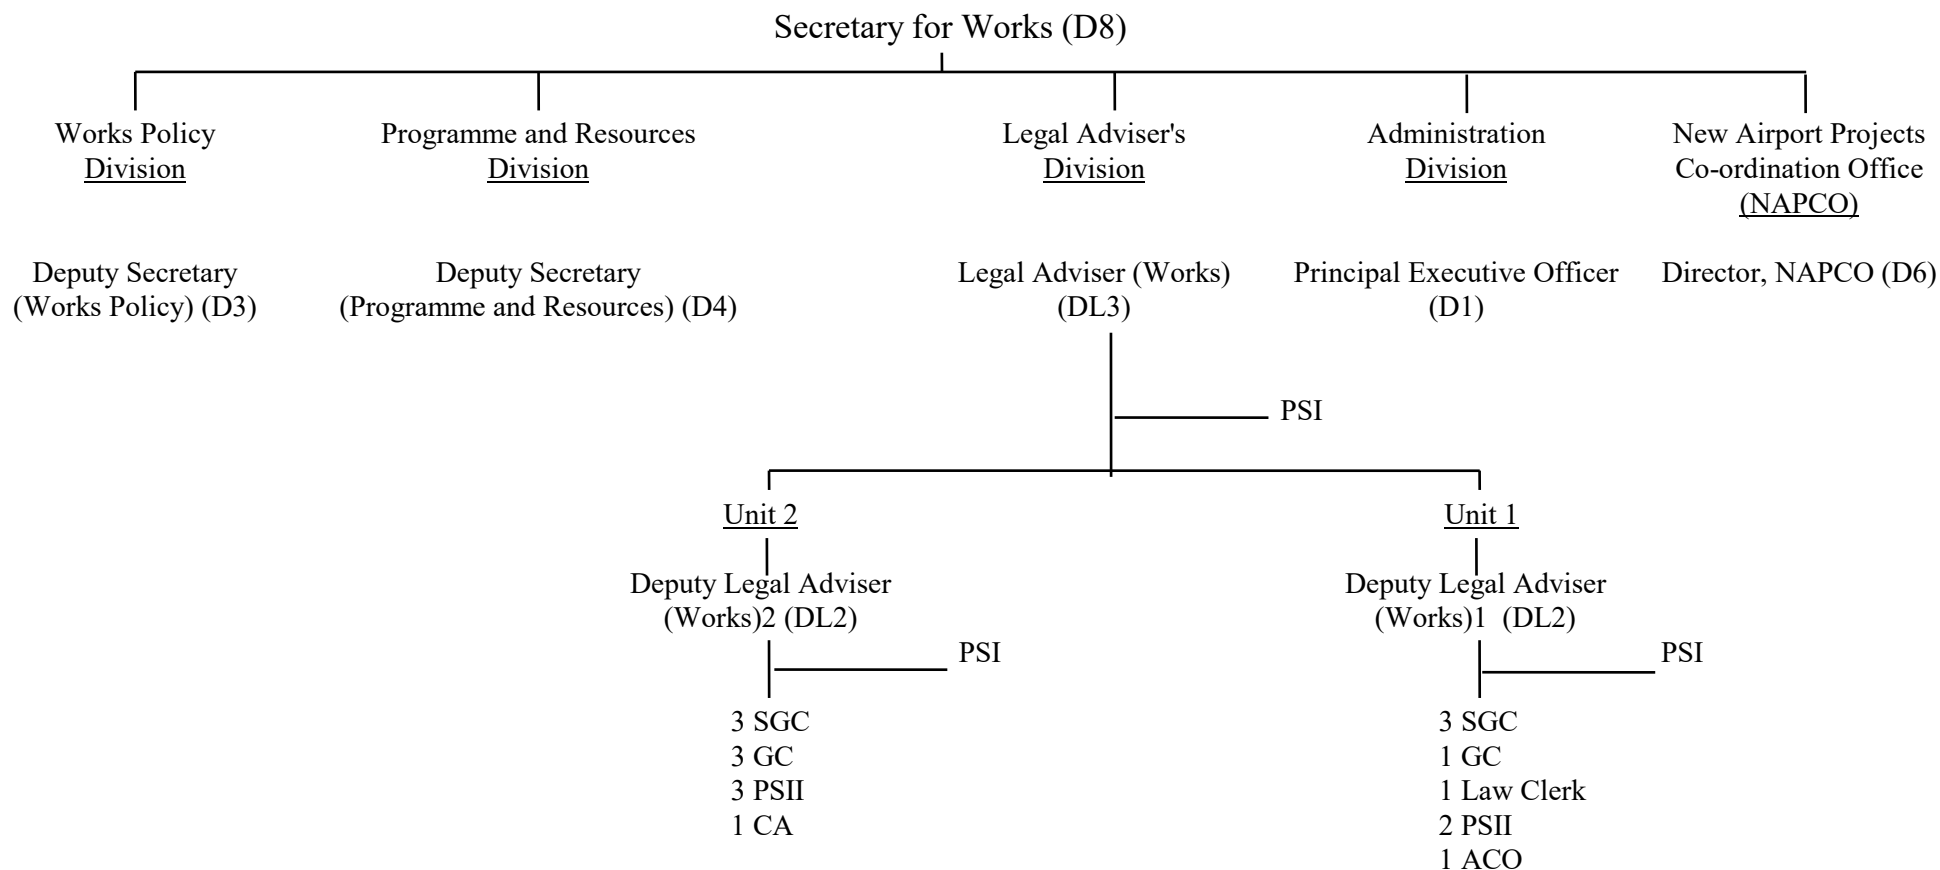 Secretary for Works (D8)
Works Policy
Division
Programme and Resources
Division
Legal Adviser's
Division
Administration
Division
New Airport Projects
Co-ordination Office
(NAPCO)
Deputy Secretary
(Works Policy) (D3)
Deputy Secretary
(Programme and Resources) (D4)
Legal Adviser (Works)
(DL3)
Principal Executive Officer
(D1)
Director, NAPCO (D6)
PSI
Unit 2
Deputy Legal Adviser
(Works)2 (DL2)
PSI
3 SGC
3 GC
3 PSII
1 CA
Unit 1
Deputy Legal Adviser
(Works)1 (DL2)
PSI
3 SGC
1 GC
1 Law Clerk
2 PSII
1 ACO